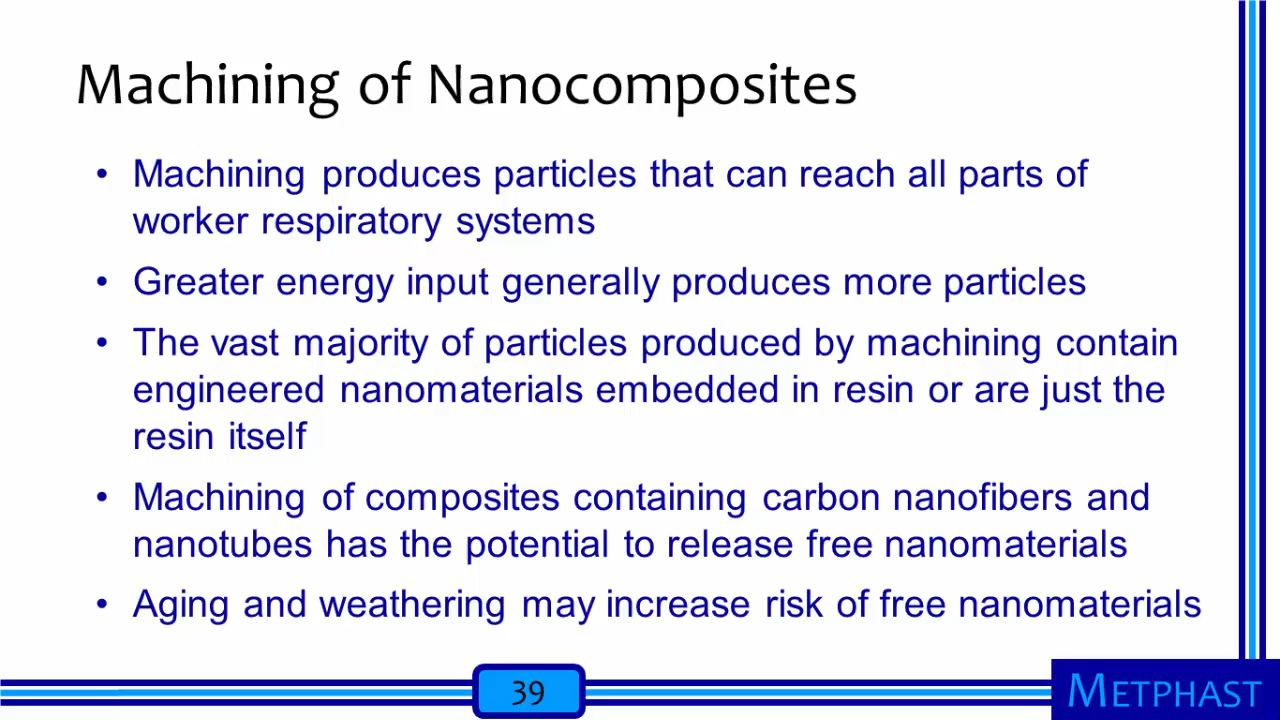 Machining of Nanocomposites
• Machining produces particles that can reach all parts of
worker respiratory systems
• Greater energy input generally produces more particles
• The vast majority of particles produced by machining contain
engineered nanomaterials embedded in resin or are just the
resin itself
• Machining of composites containing carbon nanofibers and
nanotubes has the potential to release free nanomaterials
• Aging and weathering may increase risk of free nanomaterials
39
METPHAST